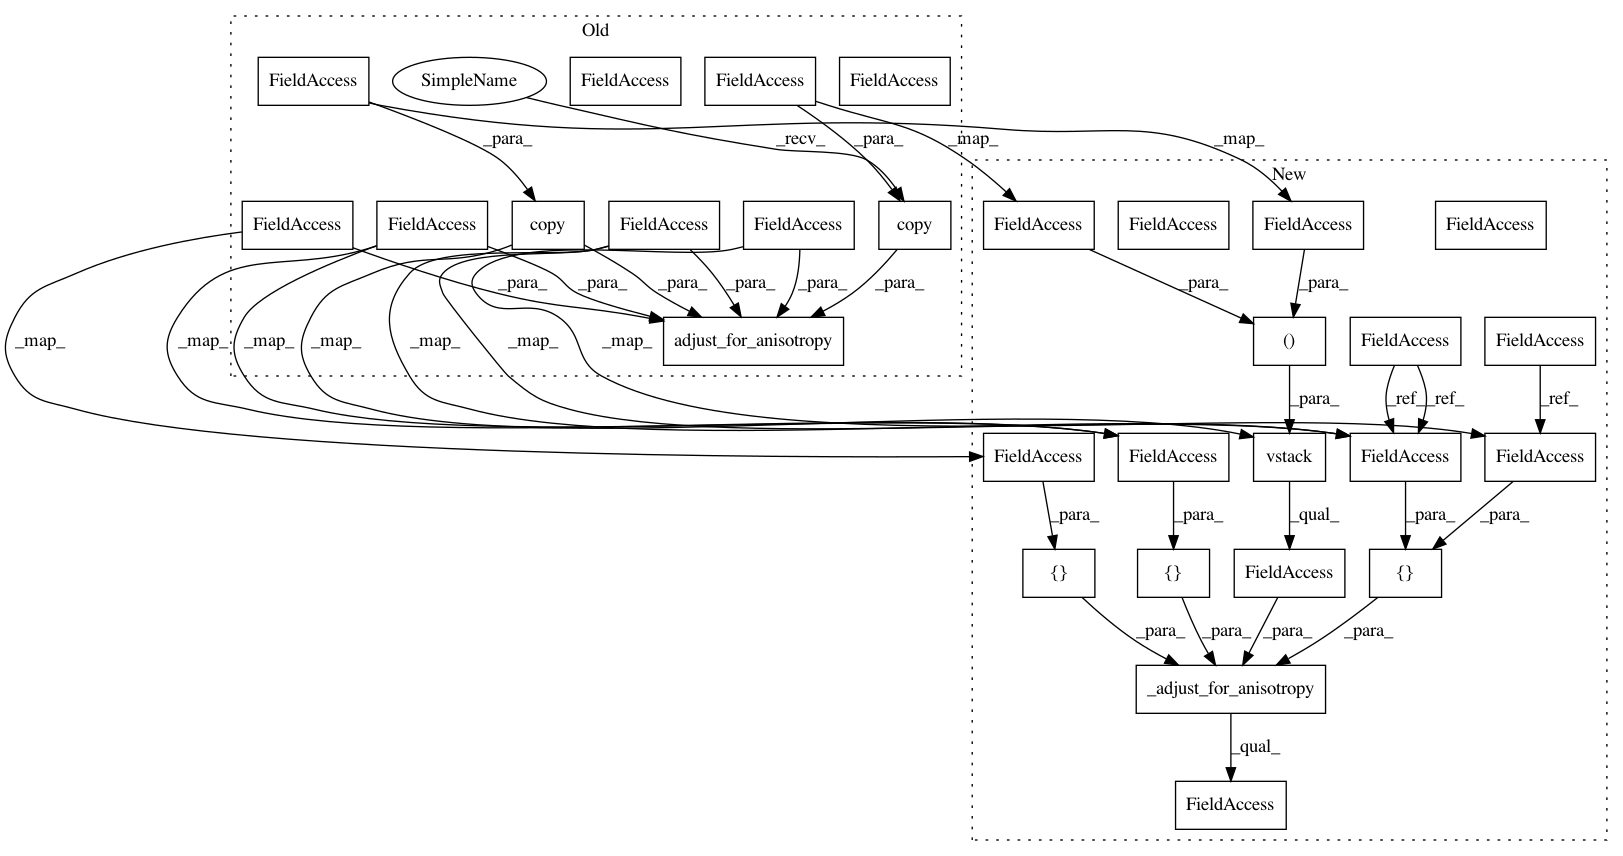 Old
FieldAccess
SimpleName
FieldAccess
FieldAccess
FieldAccess
_para_
_recv_
_para_
_map_
_map_
New
FieldAccess
FieldAccess
copy
FieldAccess
FieldAccess
copy
FieldAccess
FieldAccess
FieldAccess
FieldAccess
_para_
_para_
_para_
_para_
_para_
_para_
_para_
_para_
_map_
_map_
_map_
_map_
_map_
_map_
_map_
adjust_for_anisotropy
()
FieldAccess
FieldAccess
_para_
_ref_
_ref_
_ref_
FieldAccess
FieldAccess
vstack
FieldAccess
FieldAccess
_para_
_para_
_qual_
_para_
_para_
{}
{}
FieldAccess
{}
_para_
_para_
_para_
_para_
_adjust_for_anisotropy
_qual_
FieldAccess